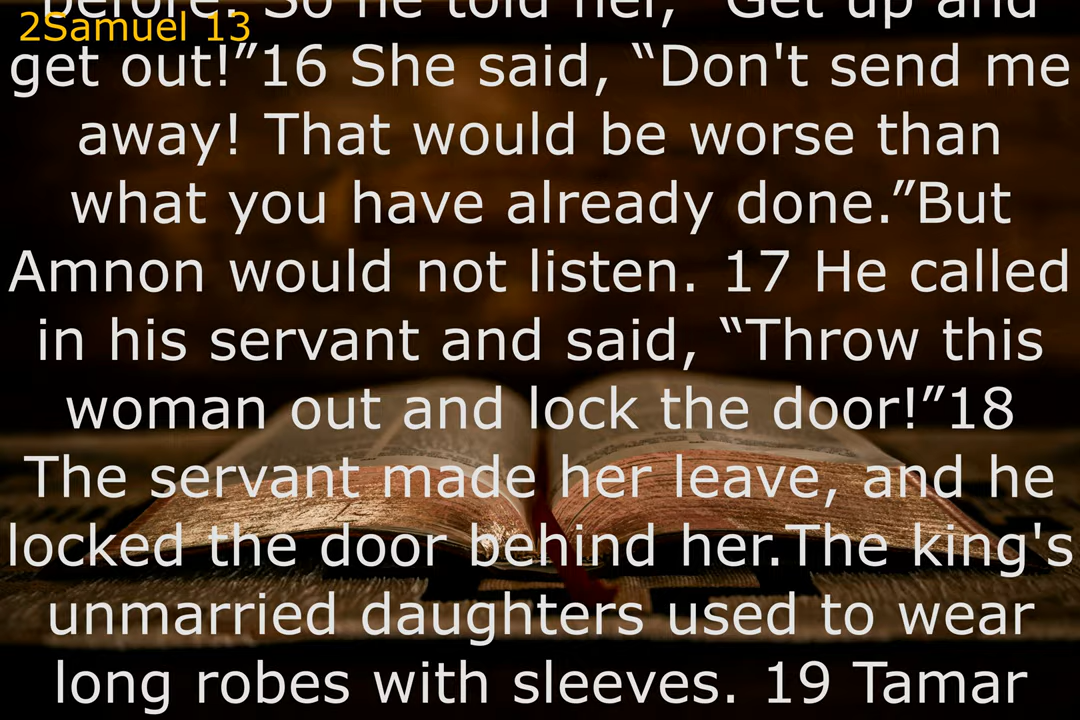 before. So he told her, “Get up and
2Samuel 13
get out!”16 She said, “Don't send me
away! That would be worse than
what you have already done.”But
Amnon would not listen. 17 He called
in his servant and said, “Throw this
woman out and lock the door!”18
The servant made her leave, and he
locked the door behind her.The king's
unmarried daughters used to wear
long robes with sleeves. 19 Tamar